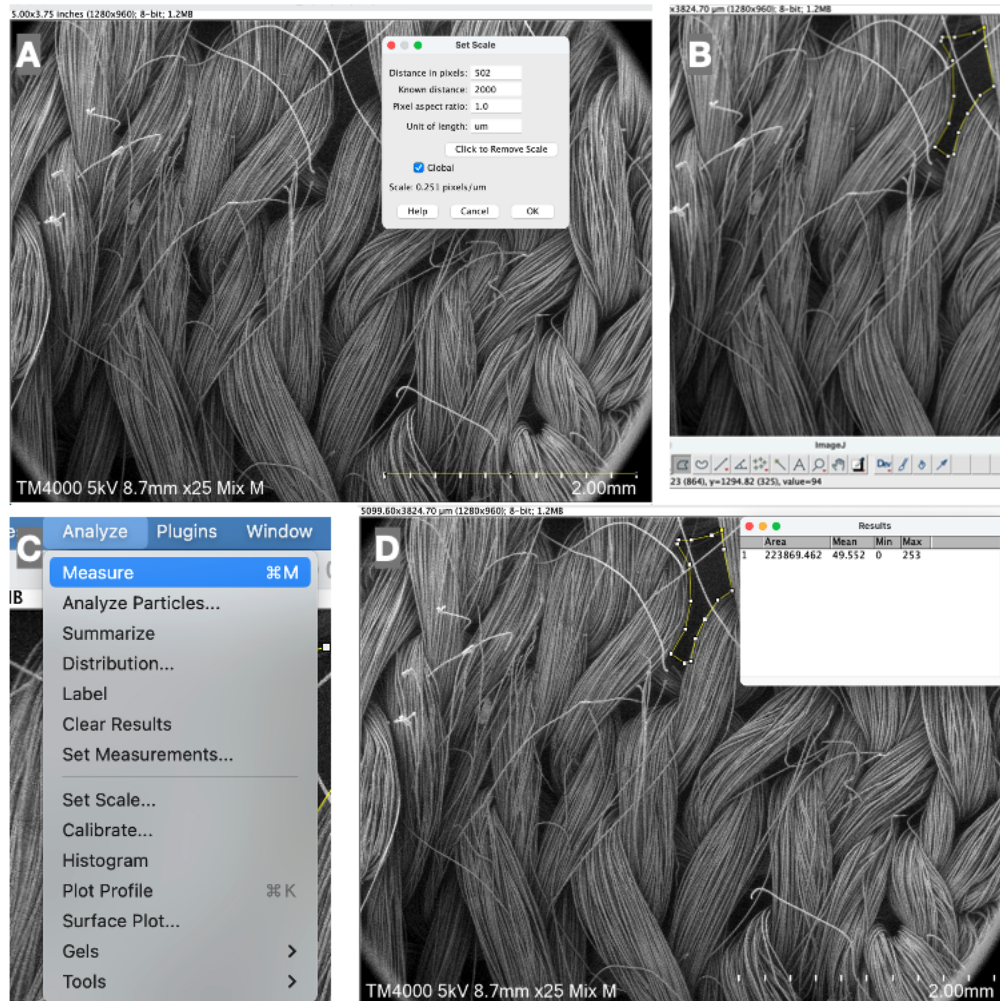 5.00x3.75 inches (1280x960); 8-bit; 1.2MB
A
Set Scale
Distance in pixels: 502
Known distance: 2000
Pixel aspect ratio: 1.0
Unit of length: um
Click to Remove Scale
Global
Scale: 0.251 pixels/um
Help Cancel OK
TM4000 5kV 8.7mm x25 Mix M 2.00mm
x3824.70 µm (1280x960); 8-bit; 1.2MB
B
ImageJ
A Dev
23 (864), y=1294.82 (325), value=94
C
Analyze Plugins Window
Measure ⌘M
Analyze Particles...
Summarize
Distribution...
Label
Clear Results
Set Measurements...
Set Scale...
Calibrate...
Histogram
Plot Profile ⌘K
Surface Plot...
Gels
Tools
IB
5099.60x3824.70 µm (1280x960); 8-bit; 1.2MB
D
Results
Area Mean Min Max
1 223869.462 49.552 0 253
TM4000 5kV 8.7mm x25 Mix M 2.00mm